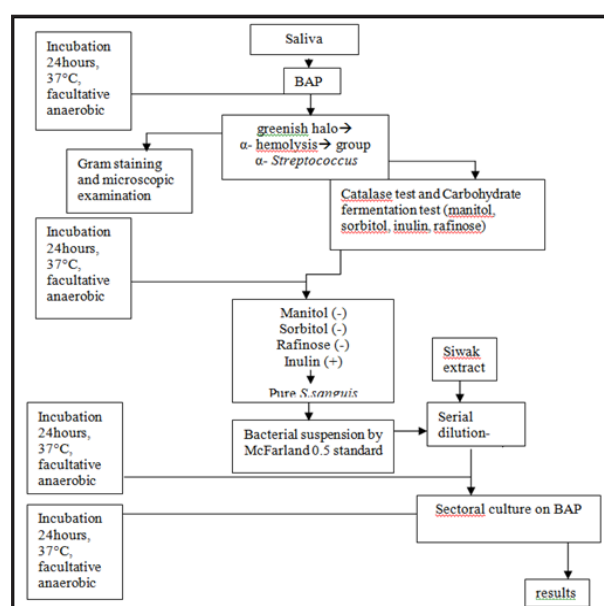 Saliva
Incubation
24hours,
37°C,
facultative
anaerobic
BAP
greenish halo→
α- hemolysis→ group
α- Streptococcus
Gram staining
and microscopic
examination
Catalase test and Carbohydrate
fermentation test (manitol,
sorbitol, inulin, rafinose)
Incubation
24hours,
37°C,
facultative
anaerobic
Manitol (-)
Sorbitol (-)
Rafinose (-)
Inulin (+)
Pure S.sanguis
Siwak
extract
Bacterial suspension by
McFarland 0.5 standard
Serial
dilution-
Incubation
24hours,
37°C,
facultative
anaerobic
Sectoral culture on BAP
Incubation
24hours,
37°C,
facultative
anaerobic
results